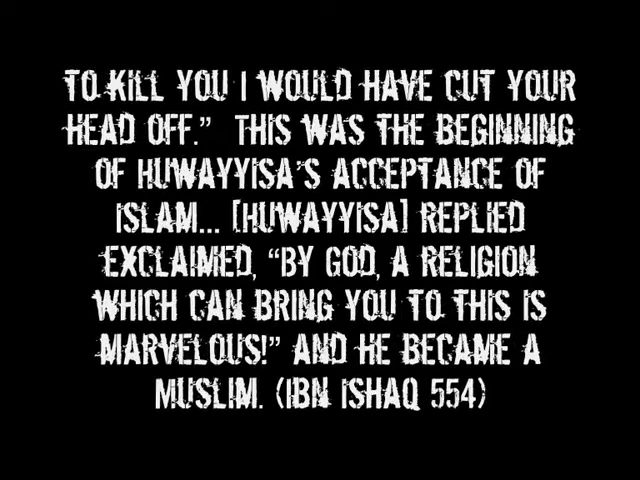 TO KILL YOU I WOULD HAVE CUT YOUR
HEAD OFF.” THIS WAS THE BEGINNING
OF HUWAYYISA'S ACCEPTANCE OF
ISLAM... [HUWAYYISA] REPLIED
EXCLAIMED, “BY GOD, A RELIGION
WHICH CAN BRING YOU TO THIS IS
MARVELOUS!” AND HE BECAME A
MUSLIM. (IBN ISHAQ 554)